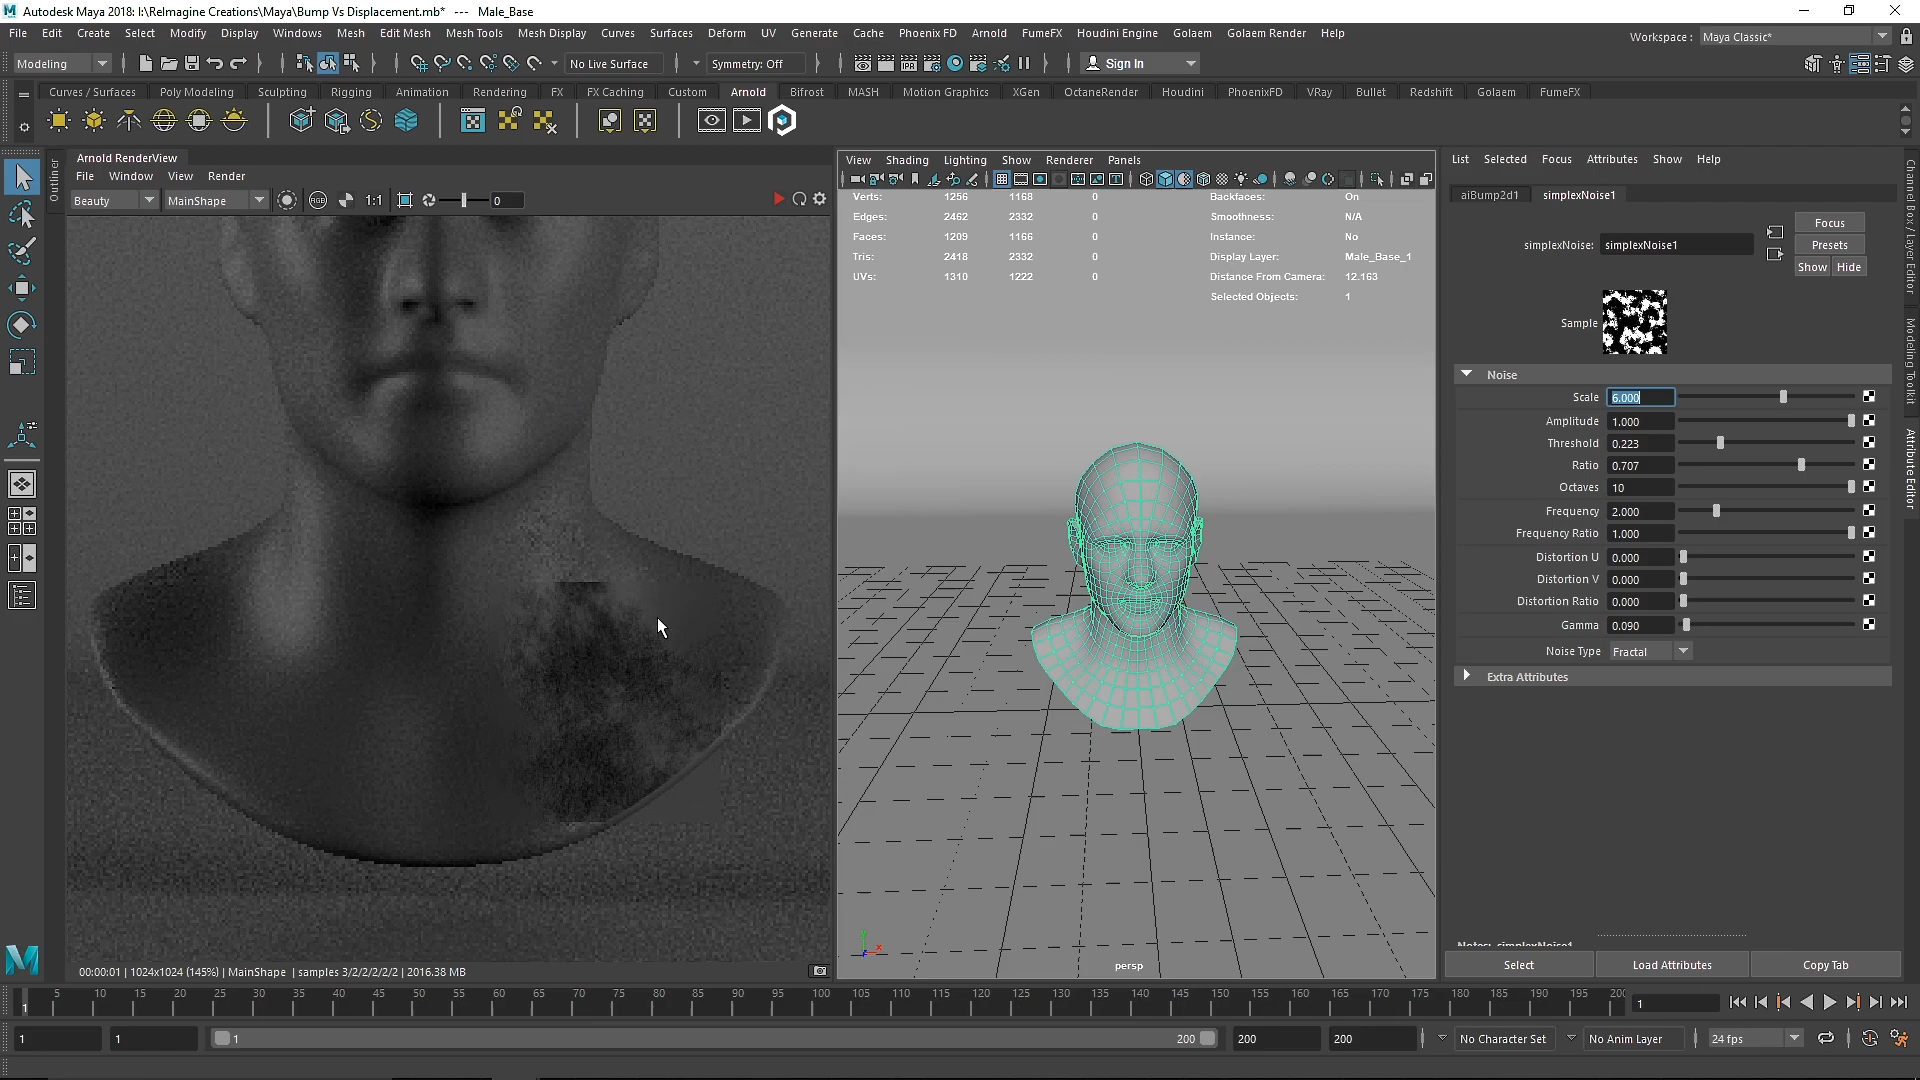 Autodesk Maya 2018: I:\ReImagine Creations\Maya\Bump Vs Displacement.mb* --- Male_Base
File Edit Create Select Modify Display Windows Mesh Edit Mesh Mesh Tools Mesh Display Curves Surfaces Deform UV Generate Cache Phoenix FD Arnold FumeFX Houdini Engine Golaem Golaem Render Help
Workspace : Maya Classic*
Modeling No Live Surface Symmetry: Off Sign In
Curves / Surfaces Poly Modeling Sculpting Rigging Animation Rendering FX FX Caching Custom Arnold Bifrost MASH Motion Graphics XGen OctaneRender Houdini PhoenixFD VRay Bullet Redshift Golaem FumeFX
Outliner
Arnold RenderView
File Window View Render
Beauty MainShape 1:1 0
00:00:01 | 1024x1024 (145%) | MainShape | samples 3/2/2/2/2/2 | 2016.38 MB
View Shading Lighting Show Renderer Panels
Verts: 1256 1168 0 Backfaces: On
Edges: 2462 2332 0 Smoothness: N/A
Faces: 1209 1166 0 Instance: No
Tris: 2418 2332 0 Display Layer: Male_Base_1
UVs: 1310 1222 0 Distance From Camera: 12.163
Selected Objects: 1
persp
List Selected Focus Attributes Show Help
aiBump2d1 simplexNoise1
Focus
simplexNoise: simplexNoise1 Presets
Show Hide
Sample
Noise
Scale 6.000
Amplitude 1.000
Threshold 0.223
Ratio 0.707
Octaves 10
Frequency 2.000
Frequency Ratio 1.000
Distortion U 0.000
Distortion V 0.000
Distortion Ratio 0.000
Gamma 0.090
Noise Type Fractal
Extra Attributes
Notes: simplexNoise1
Select Load Attributes Copy Tab
Channel Box / Layer Editor
Modeling Toolkit
Attribute Editor
5 10 15 20 25 30 35 40 45 50 55 60 65 70 75 80 85 90 95 100 105 110 115 120 125 130 135 140 145 150 155 160 165 170 175 180 185 190 195 200
1 1
1 1 1 200 200 200 No Character Set No Anim Layer 24 fps